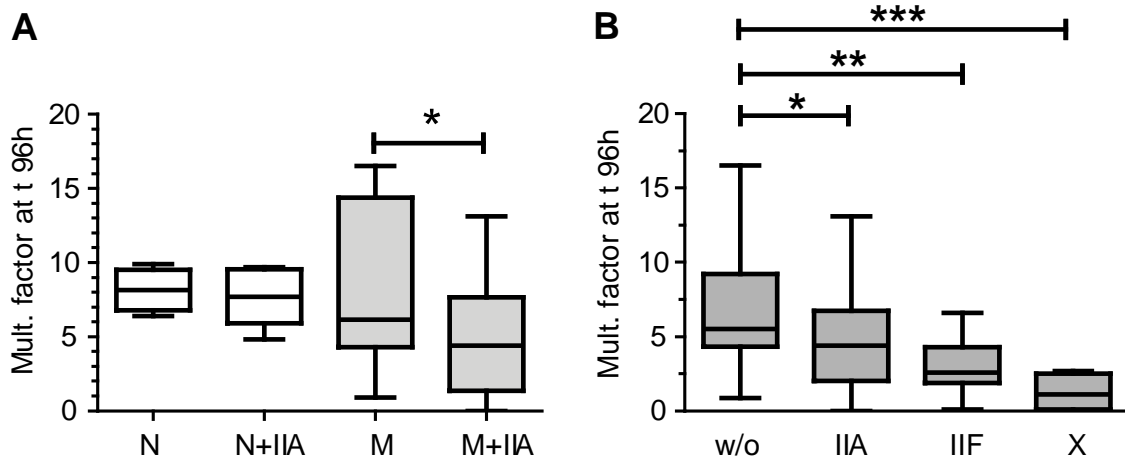 A
Mult. factor at t 96h
20
15
10
5
0
*
N N+IIA M M+IIA
B
Mult. factor at t 96h
20
15
10
5
0
***
**
*
w/o IIA IIF X